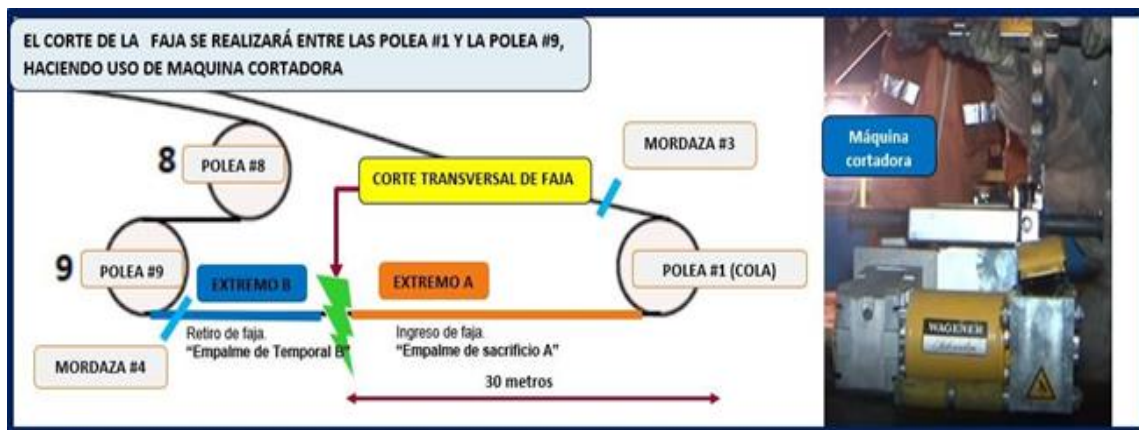 EL CORTE DE LA FAJA SE REALIZARÁ ENTRE LAS POLEA #1 Y LA POLEA #9,
HACIENDO USO DE MAQUINA CORTADORA
8
POLEA #8
MORDAZA #3
CORTE TRANSVERSAL DE FAJA
9
POLEA #9
EXTREMO B
EXTREMO A
POLEA #1 (COLA)
Retiro de faja.
“Empalme de Temporal B”
Ingreso de faja.
“Empalme de sacrificio A”
MORDAZA #4
30 metros
Máquina
cortadora
WAGENER